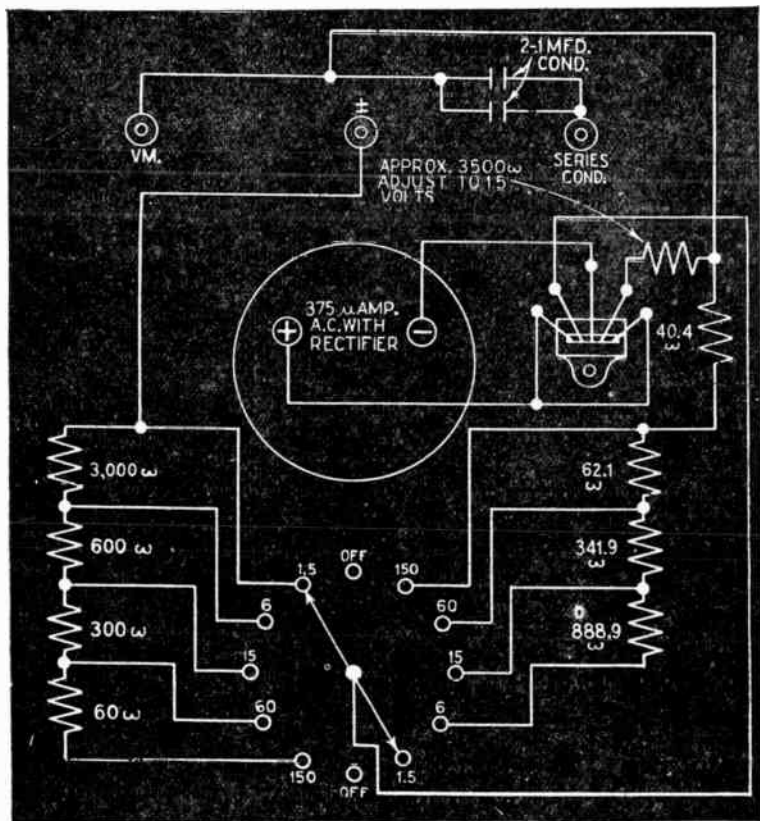 2-1 MFD.
COND.
VM.
±
SERIES
COND.
APPROX. 3500ω
ADJUST TO 1.5
VOLTS
375 μAMP.
A.C. WITH
RECTIFIER
+
−
40.4
ω
3,000 ω
62.1
ω
600 ω
341.9
ω
300 ω
888.9
ω
60 ω
OFF
1.5
150
6
60
15
15
60
6
150
OFF
1.5